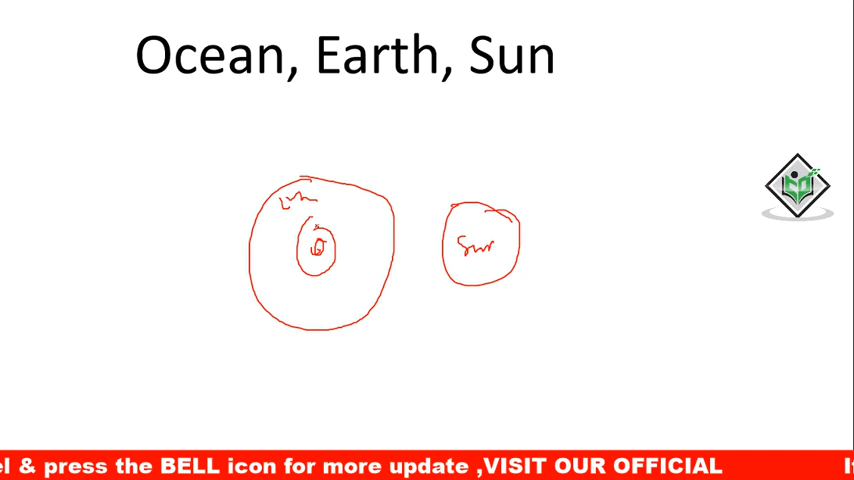 Ocean, Earth, Sun
Sun
el & press the BELL icon for more update ,VISIT OUR OFFICIAL